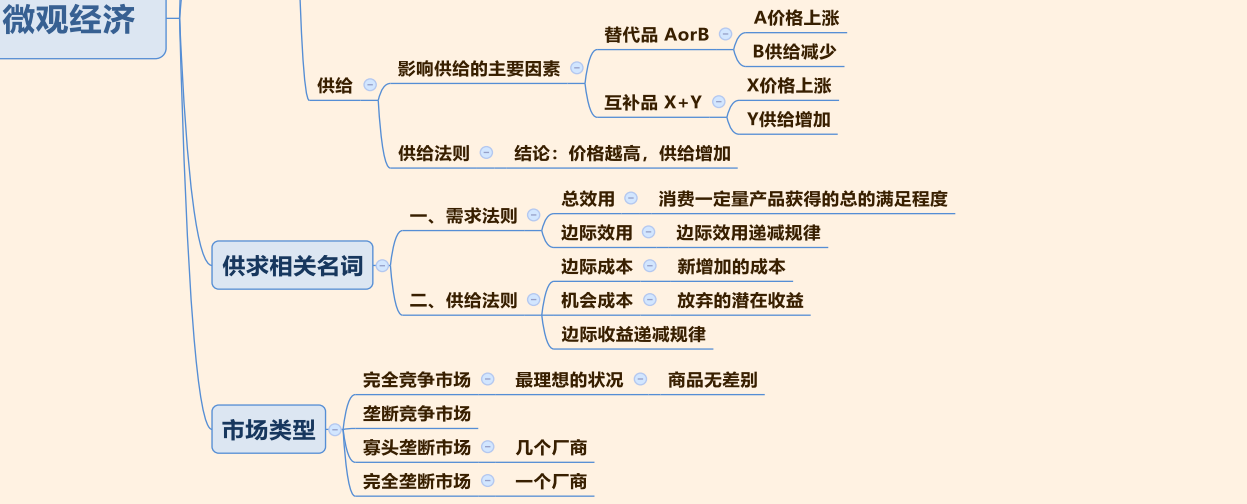 微观经济
供给
影响供给的主要因素
替代品 AorB
A价格上涨
B供给减少
互补品 X+Y
X价格上涨
Y供给增加
供给法则
结论：价格越高，供给增加
供求相关名词
一、需求法则
总效用
消费一定量产品获得的总的满足程度
边际效用
边际效用递减规律
二、供给法则
边际成本
新增加的成本
机会成本
放弃的潜在收益
边际收益递减规律
市场类型
完全竞争市场
最理想的状况
商品无差别
垄断竞争市场
寡头垄断市场
几个厂商
完全垄断市场
一个厂商